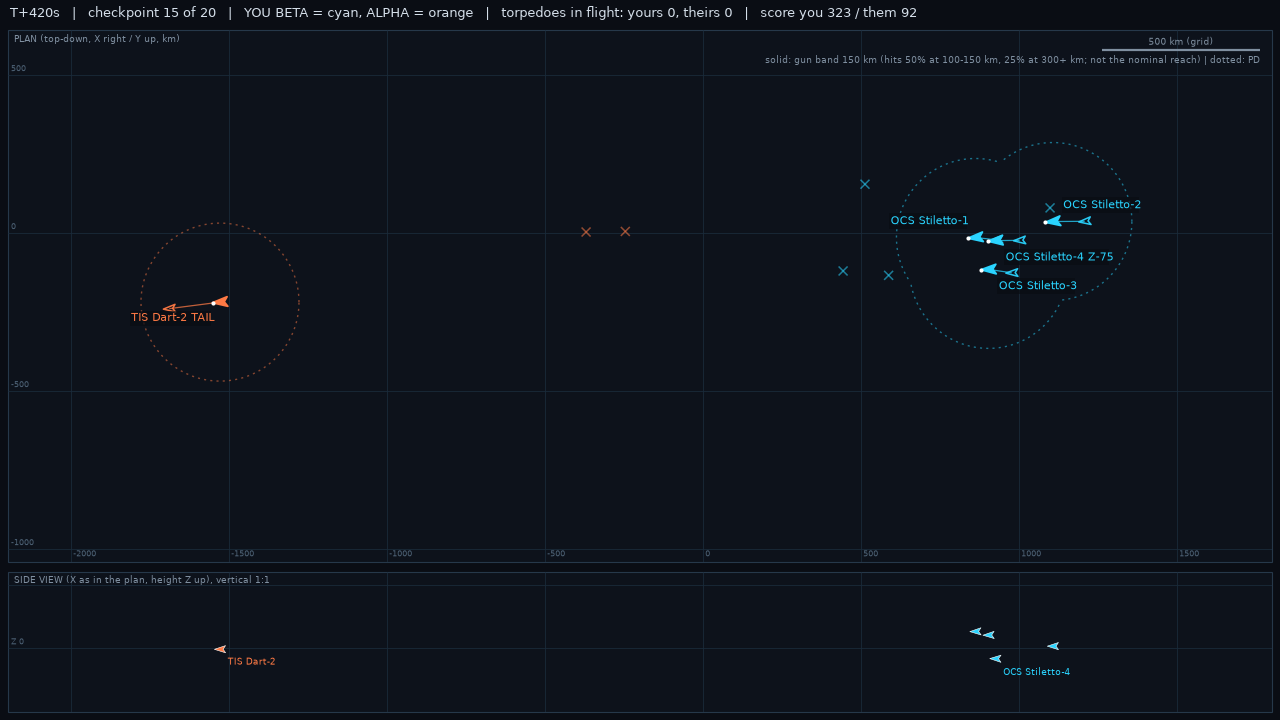 T+420s | checkpoint 15 of 20 | YOU BETA = cyan, ALPHA = orange | torpedoes in flight: yours 0, theirs 0 | score you 323 / them 92
PLAN (top-down, X right / Y up, km)
500 km (grid)
solid: gun band 150 km (hits 50% at 100-150 km, 25% at 300+ km; not the nominal reach) | dotted: PD
500
OCS Stiletto-2
OCS Stiletto-1
0
OCS Stiletto-4 Z-75
OCS Stiletto-3
TIS Dart-2 TAIL
-500
-1000
-2000
-1500
-1000
-500
0
500
1000
1500
SIDE VIEW (X as in the plan, height Z up), vertical 1:1
Z 0
TIS Dart-2
OCS Stiletto-4